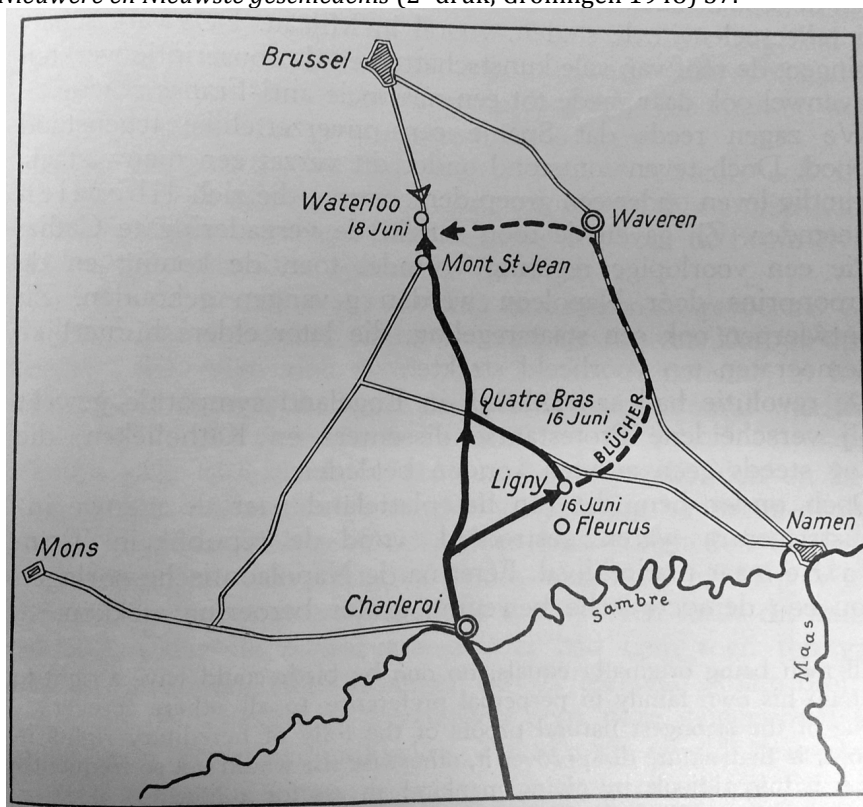 Nieuwere en Nieuwste geschiedenis (2e druk, Groningen 1948) 57.
Brussel
Waterloo
18 Juni
Waveren
Mont St Jean
Quatre Bras
16 Juni
BLÜCHER
Ligny
16 Juni
Fleurus
Namen
Mons
Charleroi
Sambre
Maas